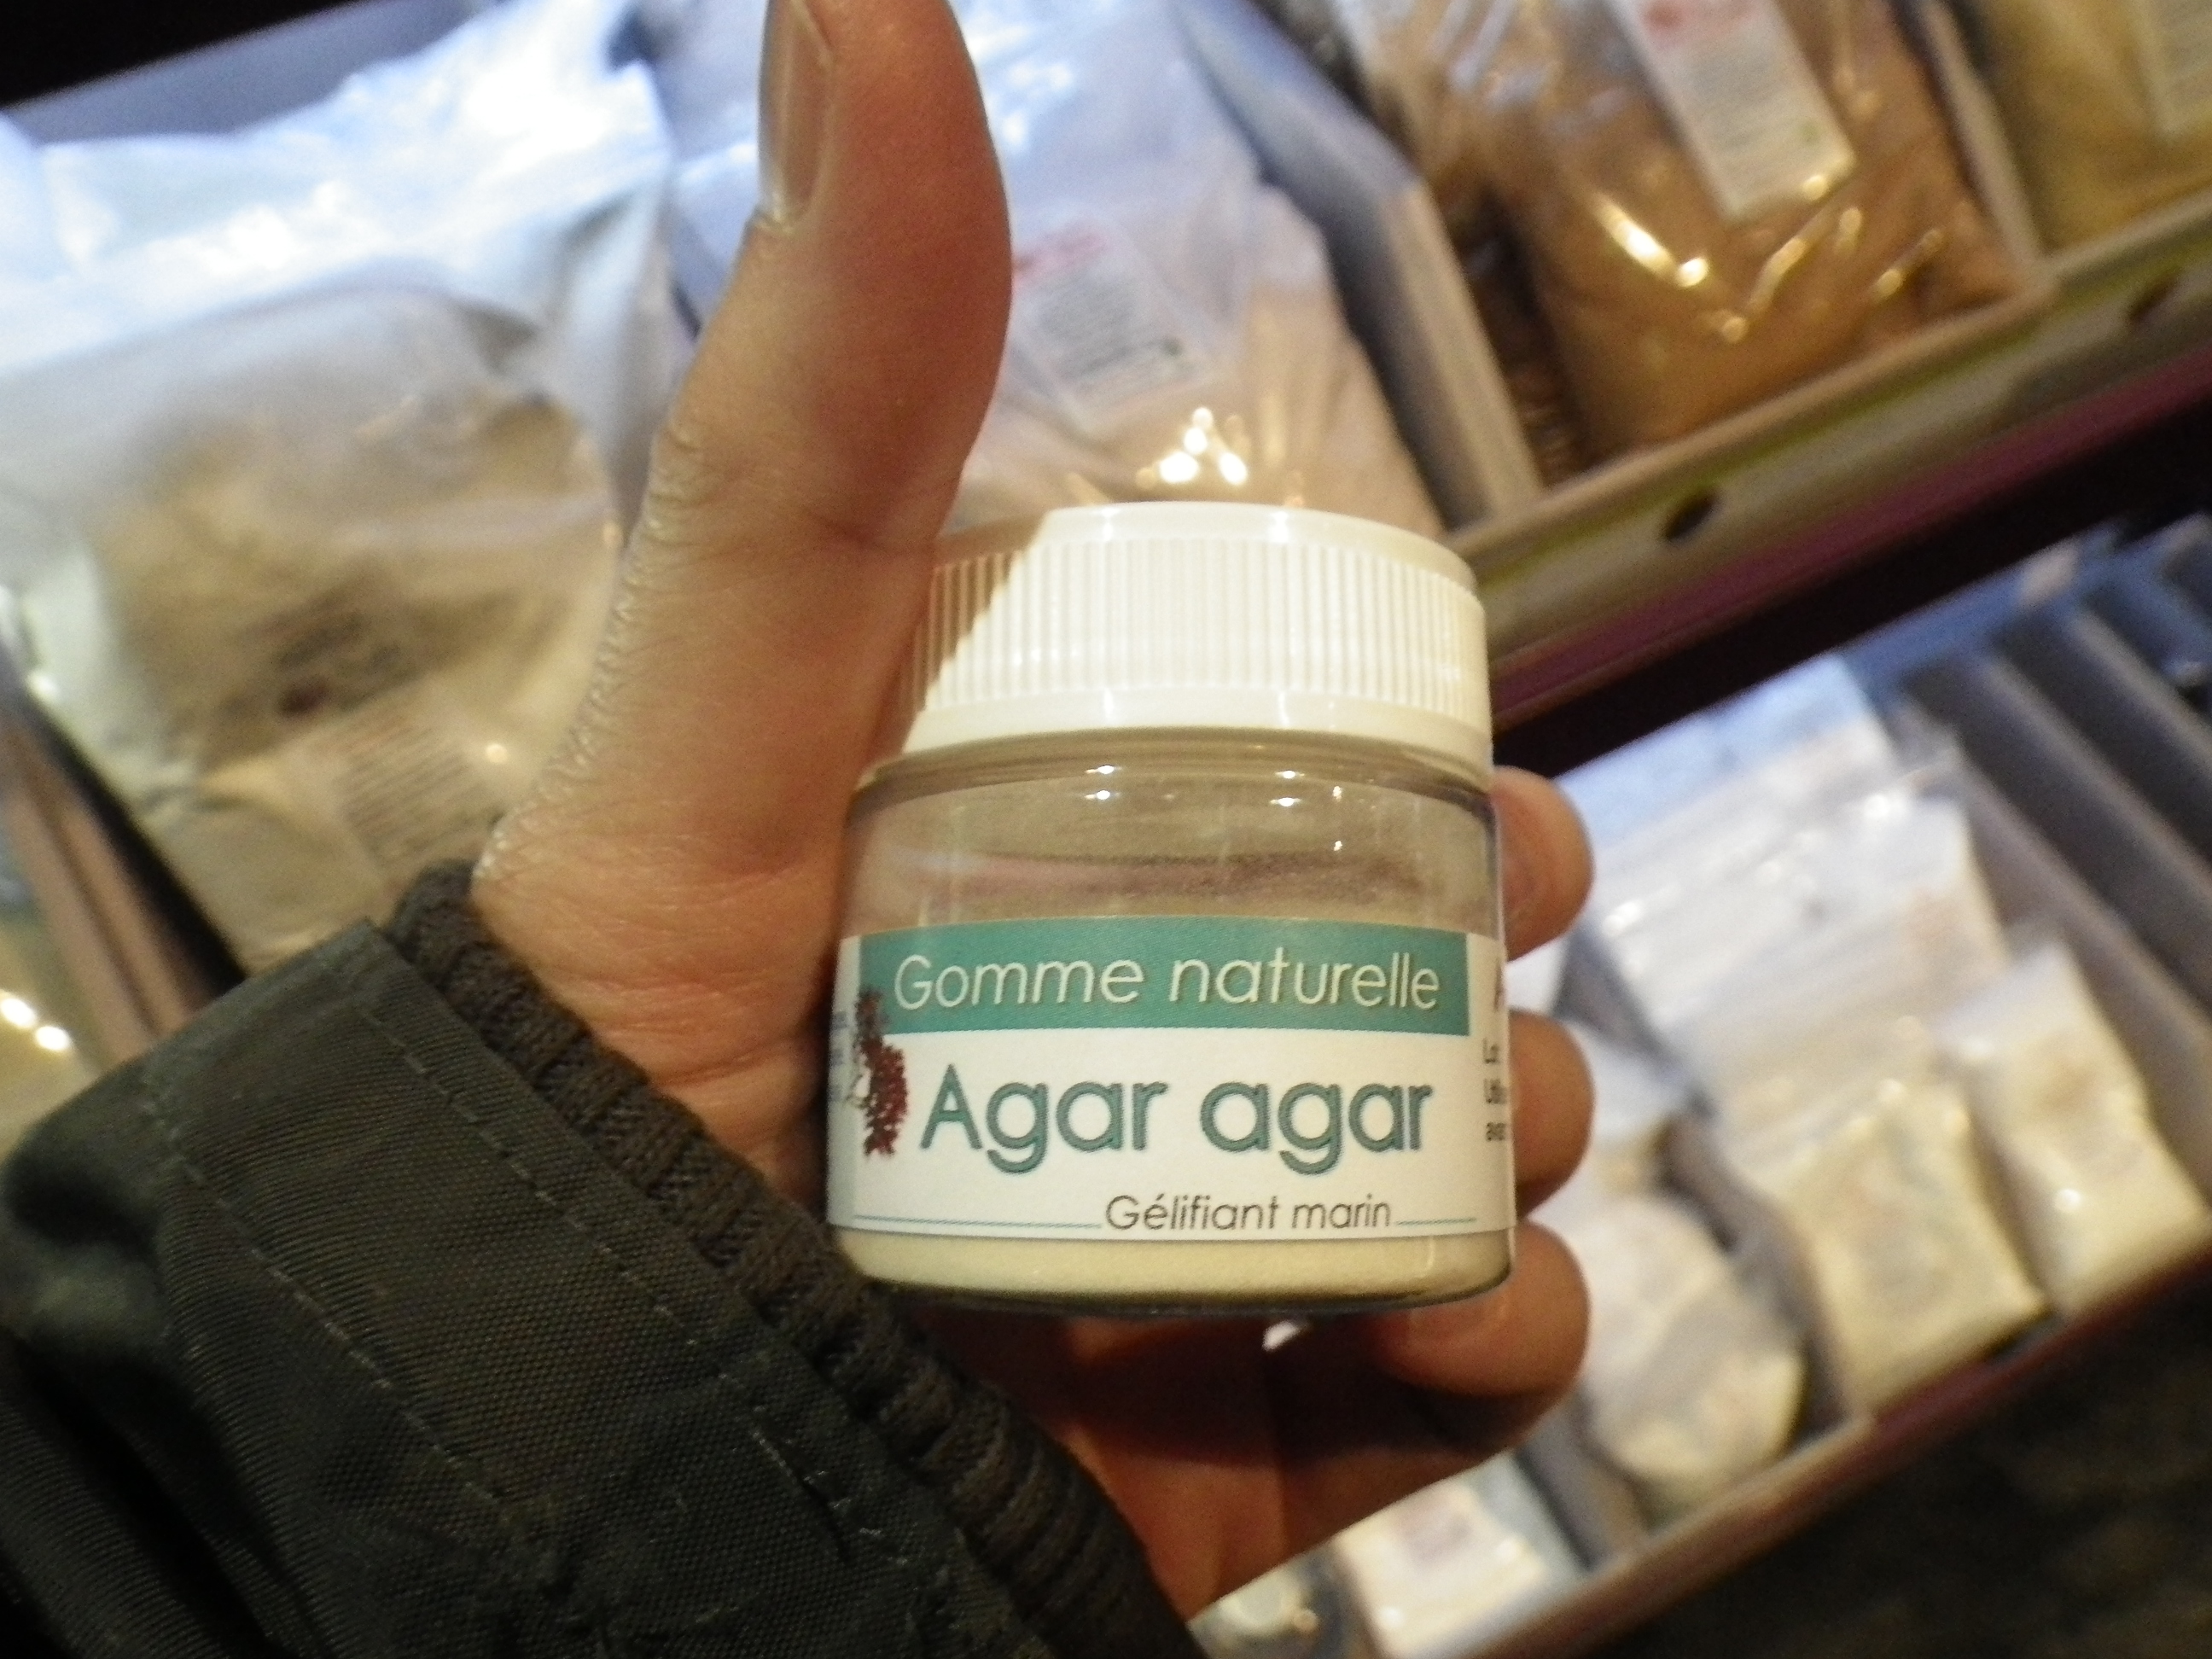 Gomme naturelle
Agar agar
Gélifiant marin